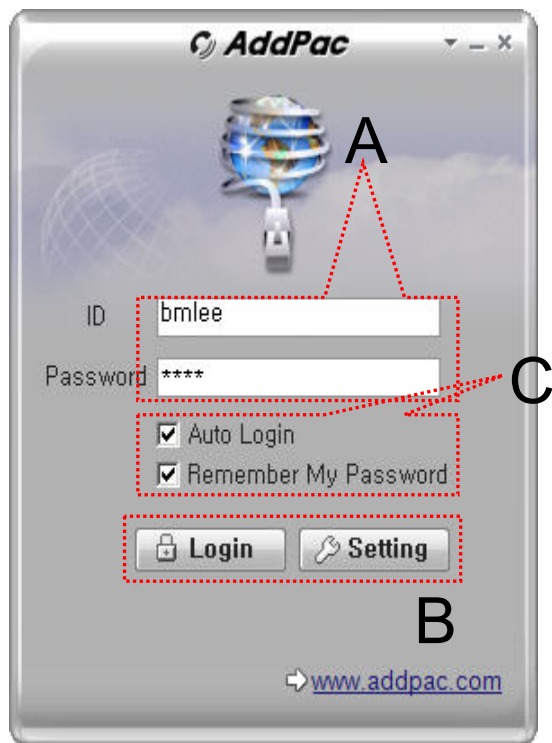 AddPac
A
ID
bmlee
Password
****
C
Auto Login
Remember My Password
Login
Setting
B
www.addpac.com